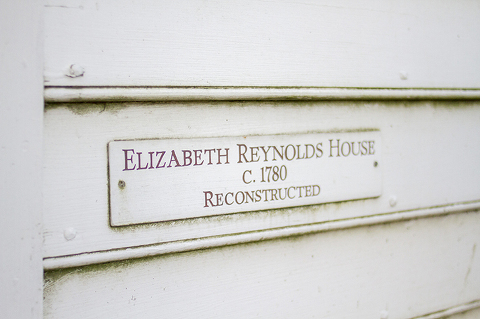 Elizabeth Reynolds House
c. 1780
Reconstructed